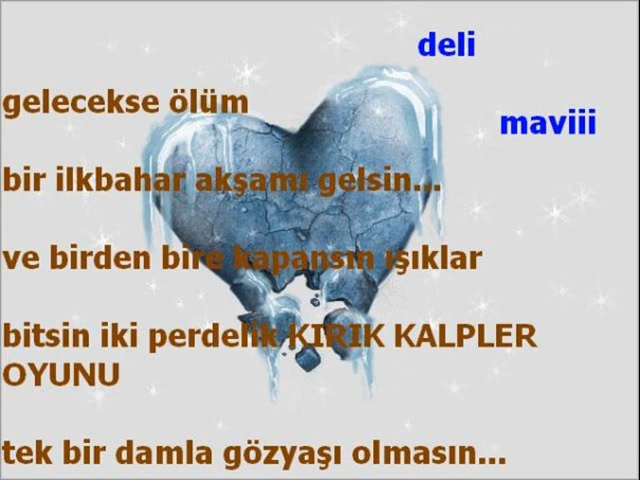 deli
gelecekse ölüm
maviii
bir ilkbahar akşamı gelsin...
ve birden bire kapansın ışıklar
bitsin iki perdelik KIRIK KALPLER
OYUNU
tek bir damla gözyaşı olmasın...